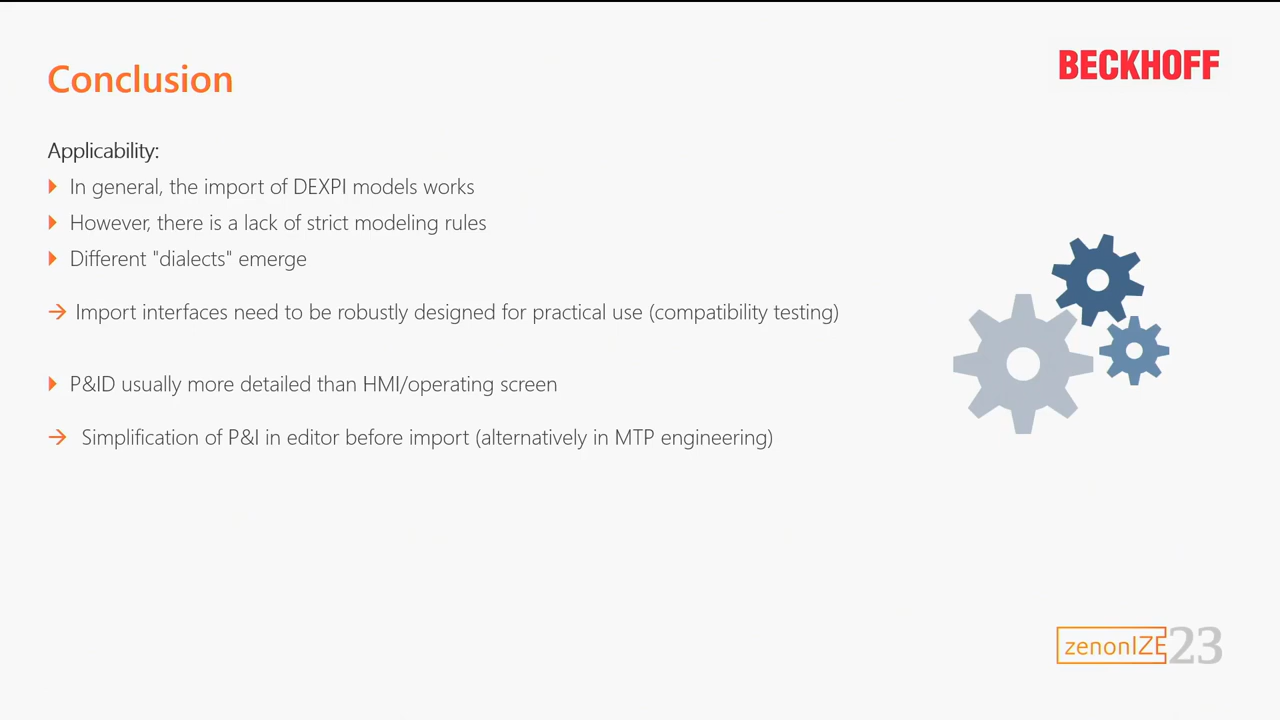 Conclusion
BECKHOFF
Applicability:
In general, the import of DEXPI models works
However, there is a lack of strict modeling rules
Different "dialects" emerge
→ Import interfaces need to be robustly designed for practical use (compatibility testing)
P&ID usually more detailed than HMI/operating screen
→ Simplification of P&I in editor before import (alternatively in MTP engineering)
zenonIZE23